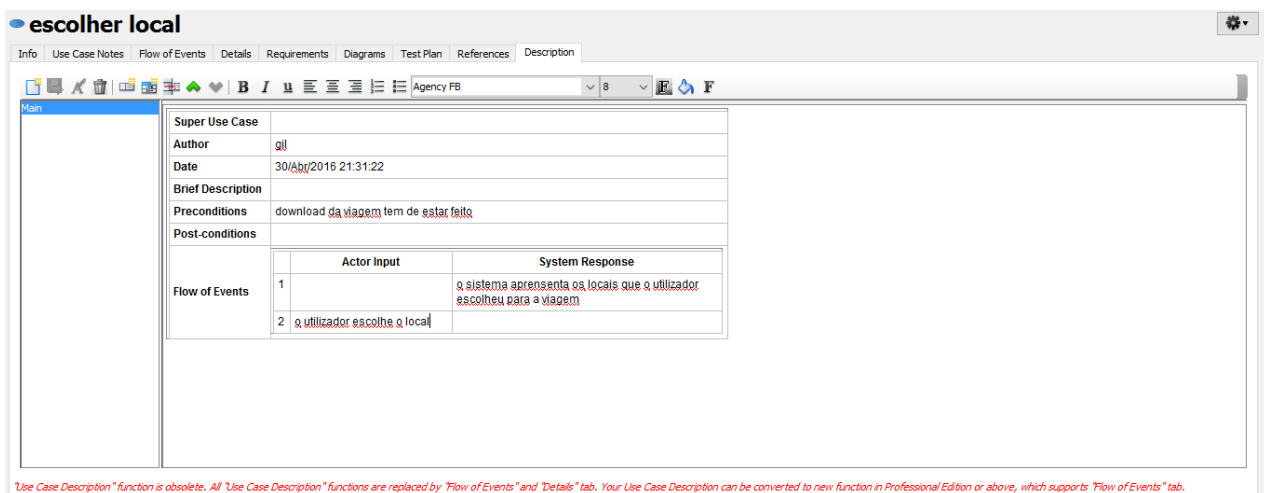 escolher local
Info Use Case Notes Flow of Events Details Requirements Diagrams Test Plan References Description
B I u Agency FB 8 F F
Main
Super Use Case
Author gil
Date 30/Abr/2016 21:31:22
Brief Description
Preconditions download da viagem tem de estar feito
Post-conditions
Flow of Events
Actor Input System Response
1 o sistema aprensenta os locais que o utilizador
escolheu para a viagem
2 o utilizador escolhe o local
"Use Case Description" function is obsolete. All "Use Case Description" functions are replaced by "Flow of Events" and "Details" tab. Your Use Case Description can be converted to new function in Professional Edition or above, which supports "Flow of Events" tab.